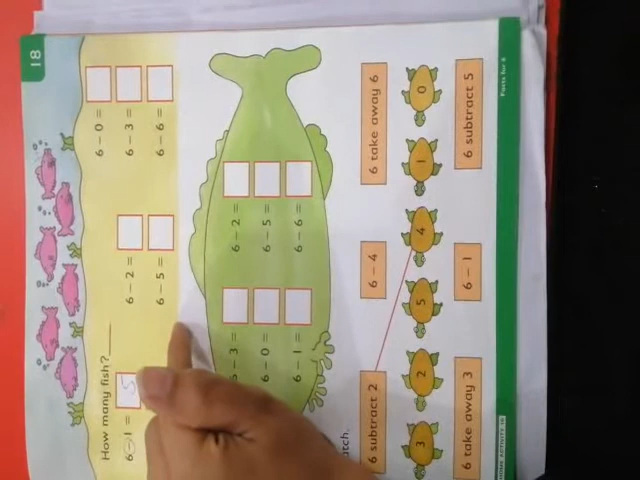 18
How many fish?
6 - 1 = 5
6 - 2 =
6 - 5 =
6 - 0 =
6 - 3 =
6 - 6 =
- 3 =
6 - 0 =
6 - 1 =
6 - 2 =
6 - 5 =
6 - 6 =
atch.
6 subtract 2
6 - 4
6 take away 6
3 2 5 4 1 0
6 take away 3
6 - 1
6 subtract 5
Facts for 6